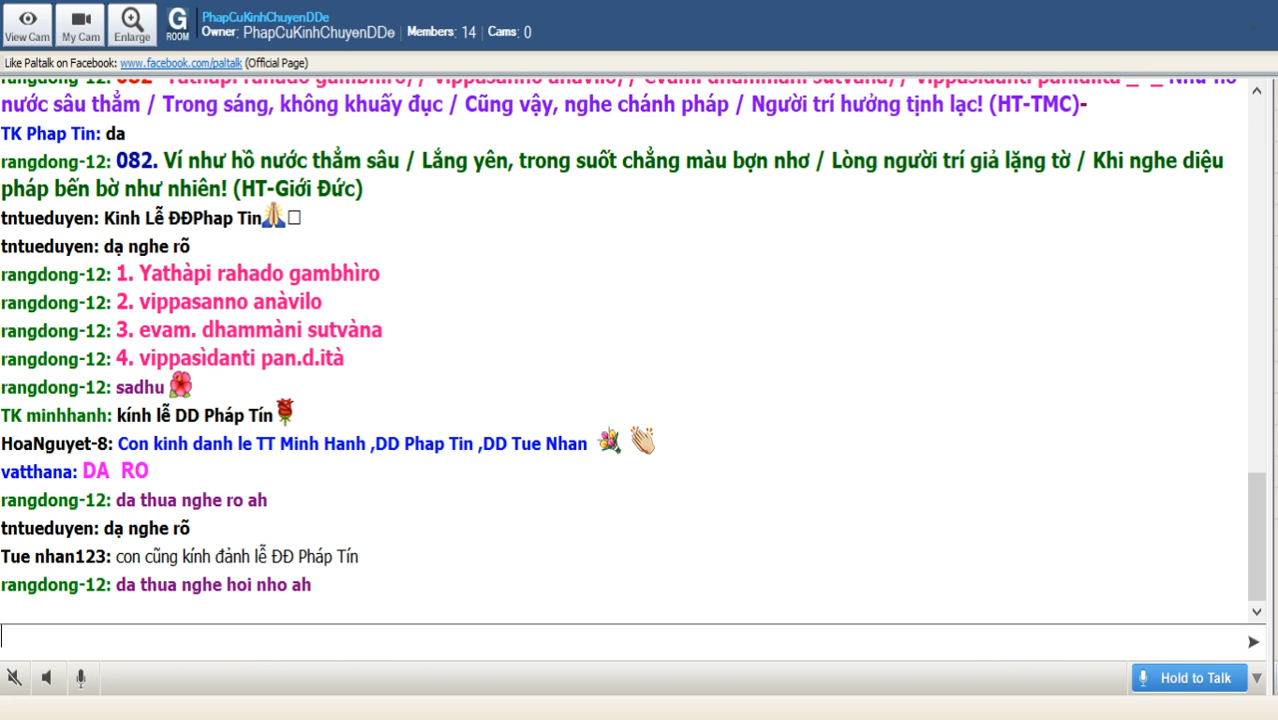 View Cam
My Cam
Enlarge
G
ROOM
PhapCuKinhChuyenDDe
Owner: PhapCuKinhChuyenDDe | Members: 14 | Cams: 0
Like Paltalk on Facebook: www.facebook.com/paltalk (Official Page)
nước sâu thẳm / Trong sáng, không khuấy đục / Cũng vậy, nghe chánh pháp / Người trí hưởng tịnh lạc! (HT-TMC)-
TK Phap Tin: da
rangdong-12: 082. Ví như hồ nước thẳm sâu / Lắng yên, trong suốt chẳng màu bợn nhơ / Lòng người trí giả lặng tờ / Khi nghe diệu
pháp bến bờ như nhiên! (HT-Giới Đức)
tntueduyen: Kinh Lễ ĐĐPhap Tin
tntueduyen: dạ nghe rõ
rangdong-12: 1. Yathàpi rahado gambhìro
rangdong-12: 2. vippasanno anàvilo
rangdong-12: 3. evam. dhammàni sutvàna
rangdong-12: 4. vippasìdanti pan.d.ità
rangdong-12: sadhu
TK minhhanh: kính lễ DD Pháp Tín
HoaNguyet-8: Con kinh danh le TT Minh Hanh ,DD Phap Tin ,DD Tue Nhan
vatthana: DA RO
rangdong-12: da thua nghe ro ah
tntueduyen: dạ nghe rõ
Tue nhan123: con cũng kính đảnh lễ ĐĐ Pháp Tín
rangdong-12: da thua nghe hoi nho ah
Hold to Talk